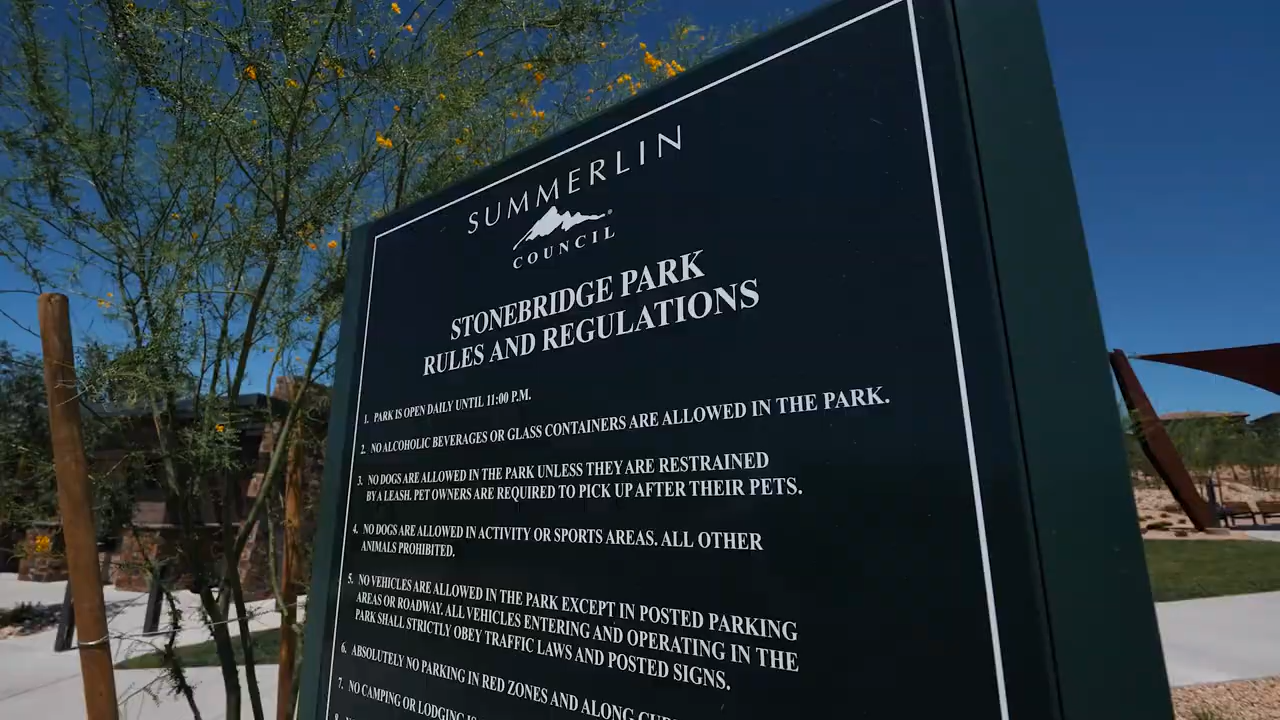 SUMMERLIN
COUNCIL
STONEBRIDGE PARK
RULES AND REGULATIONS
1. PARK IS OPEN DAILY UNTIL 11:00 P.M.
2. NO ALCOHOLIC BEVERAGES OR GLASS CONTAINERS ARE ALLOWED IN THE PARK.
3. NO DOGS ARE ALLOWED IN THE PARK UNLESS THEY ARE RESTRAINED
BY A LEASH. PET OWNERS ARE REQUIRED TO PICK UP AFTER THEIR PETS.
4. NO DOGS ARE ALLOWED IN ACTIVITY OR SPORTS AREAS. ALL OTHER
ANIMALS PROHIBITED.
5. NO VEHICLES ARE ALLOWED IN THE PARK EXCEPT IN POSTED PARKING
AREAS OR ROADWAY. ALL VEHICLES ENTERING AND OPERATING IN THE
PARK SHALL STRICTLY OBEY TRAFFIC LAWS AND POSTED SIGNS.
6. ABSOLUTELY NO PARKING IN RED ZONES AND ALONG
7. NO CAMPING OR LODGING